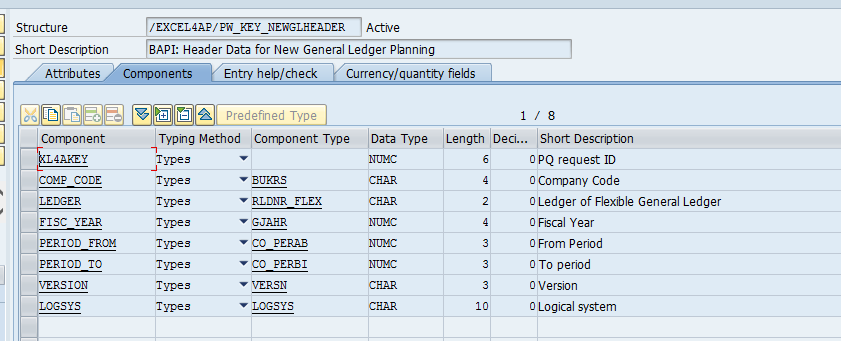 Structure /EXCEL4AP/PW_KEY_NEWGLHEADER Active
Short Description BAPI: Header Data for New General Ledger Planning
Attributes Components Entry help/check Currency/quantity fields
Predefined Type 1 / 8
Component Typing Method Component Type Data Type Length Deci... Short Description
XL4AKEY Types NUMC 6 0 PQ request ID
COMP_CODE Types BUKRS CHAR 4 0 Company Code
LEDGER Types RLDNR_FLEX CHAR 2 0 Ledger of Flexible General Ledger
FISC_YEAR Types GJAHR NUMC 4 0 Fiscal Year
PERIOD_FROM Types CO_PERAB NUMC 3 0 From Period
PERIOD_TO Types CO_PERBI NUMC 3 0 To period
VERSION Types VERSN CHAR 3 0 Version
LOGSYS Types LOGSYS CHAR 10 0 Logical system